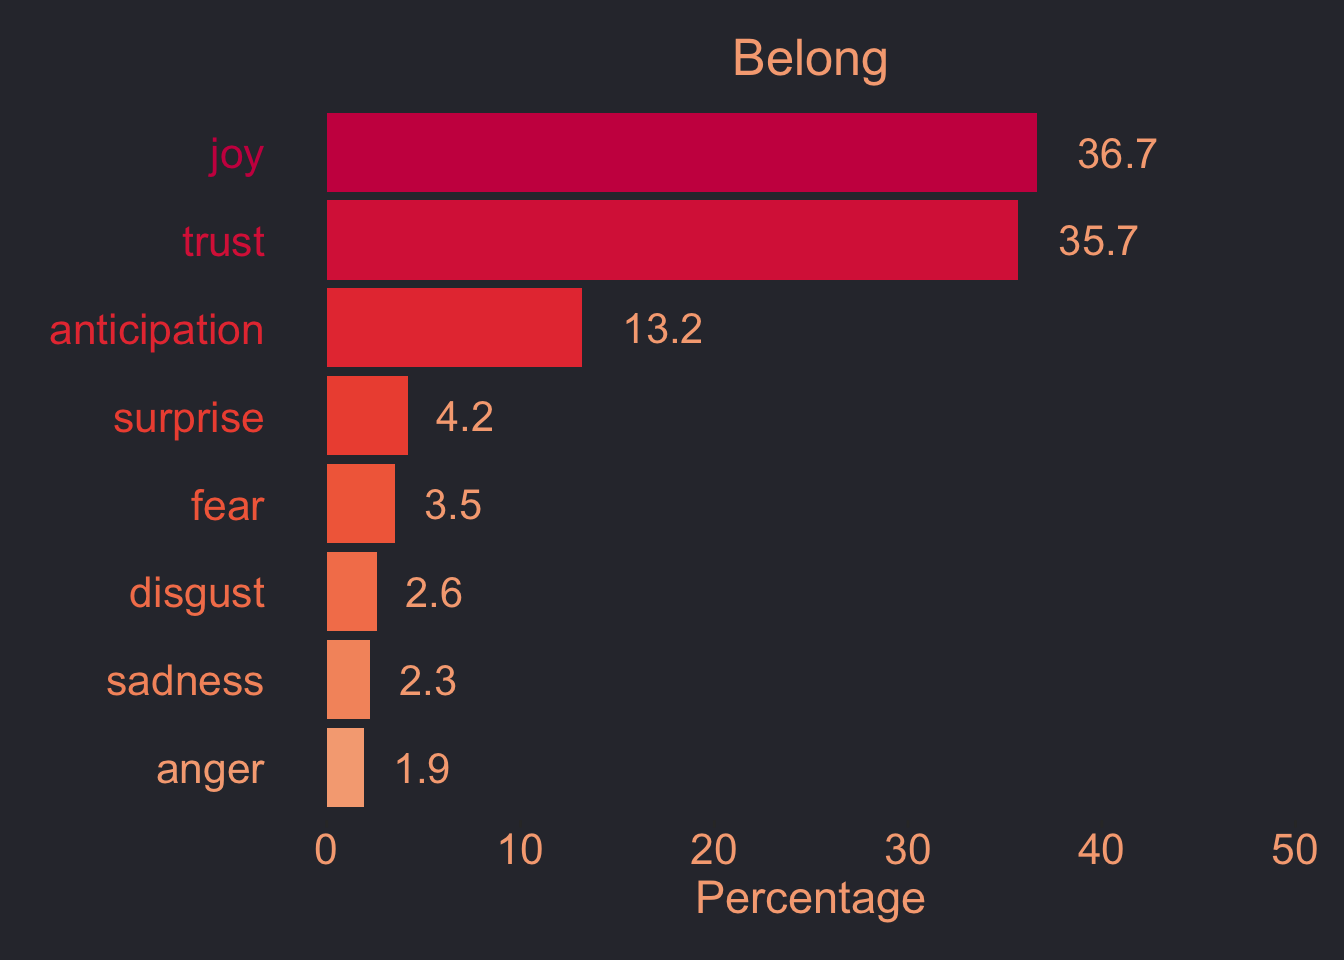 Belong
joy 36.7
trust 35.7
anticipation 13.2
surprise 4.2
fear 3.5
disgust 2.6
sadness 2.3
anger 1.9
0 10 20 30 40 50
Percentage